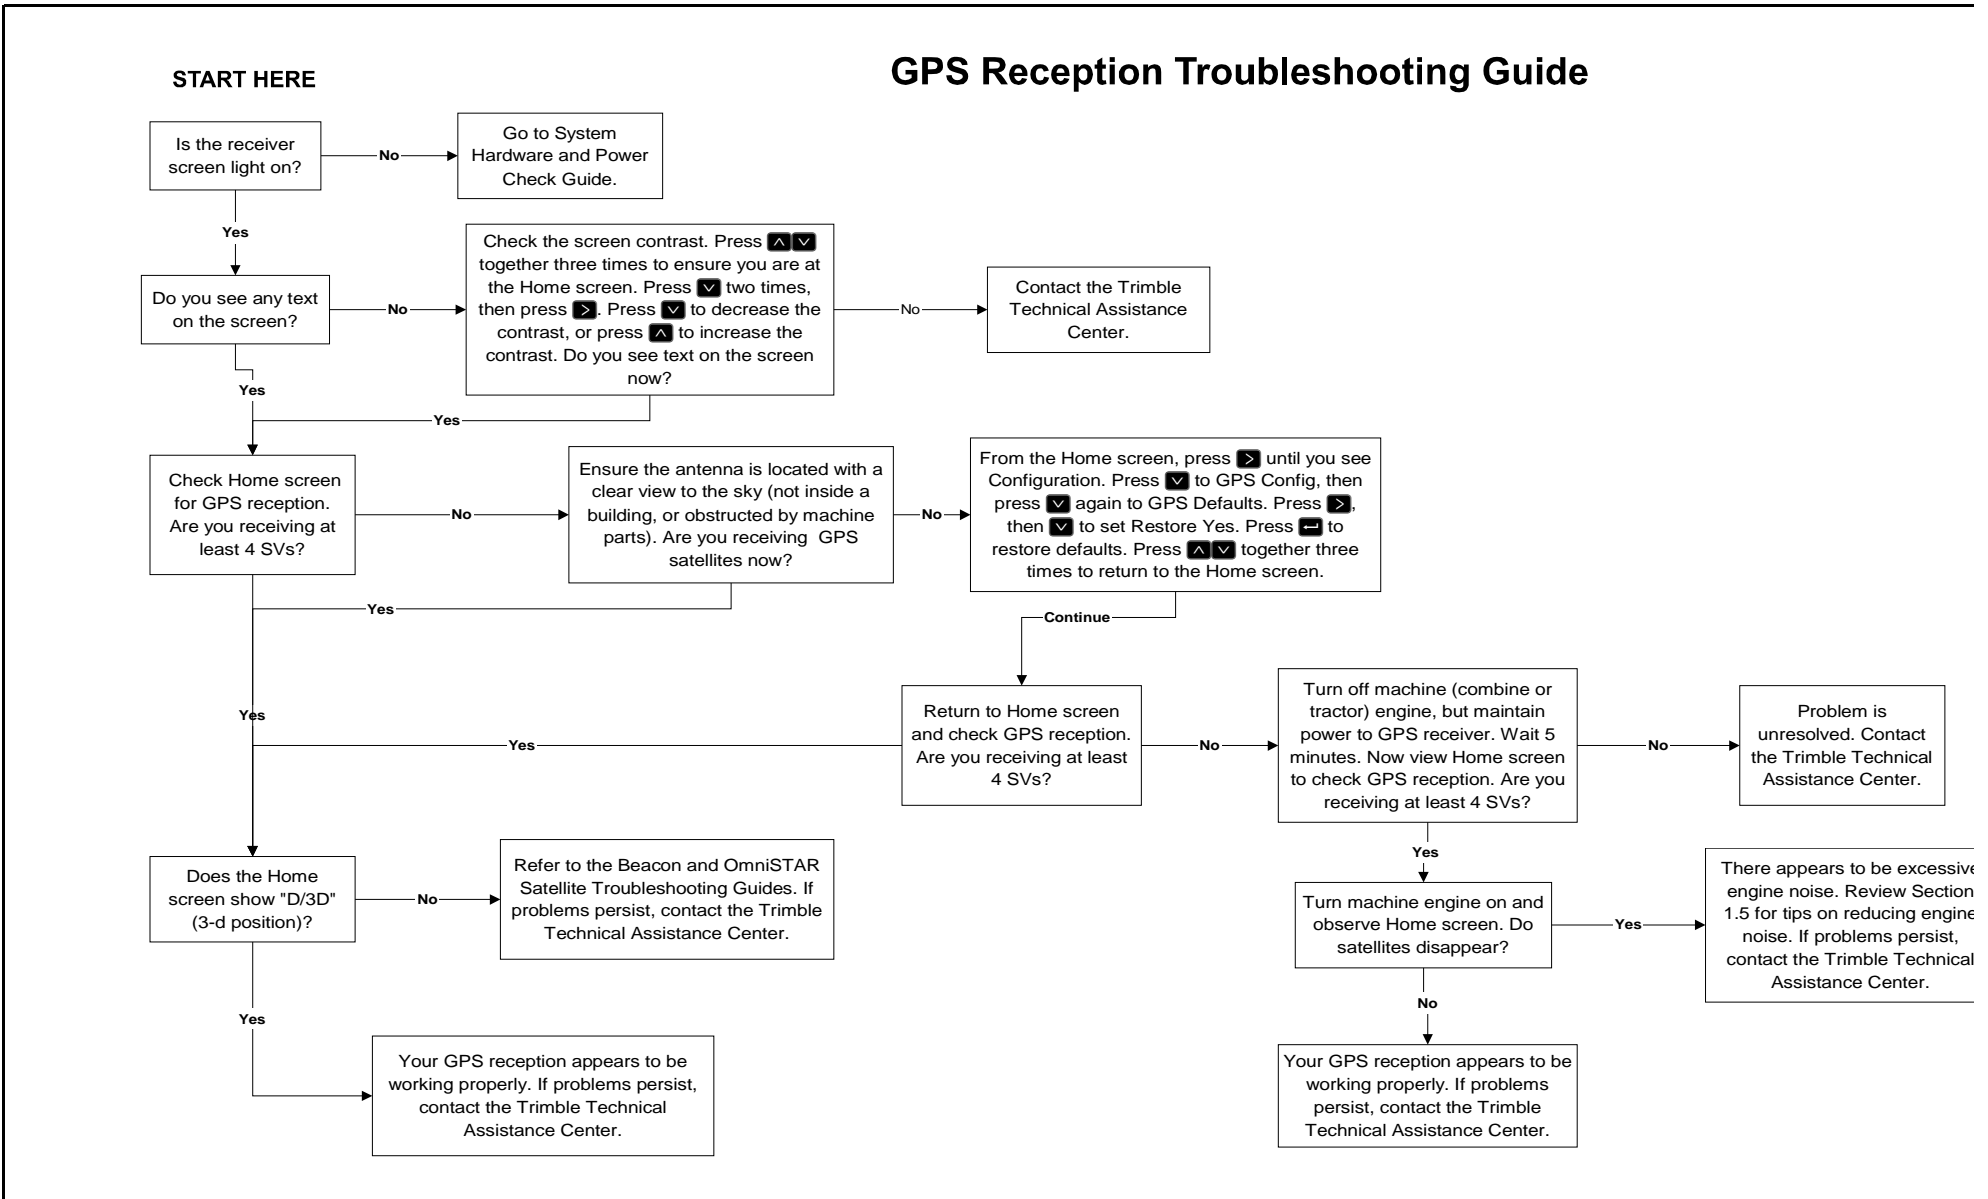 GPS Reception Troubleshooting Guide
START HERE
Is the receiver
screen light on?
No
Go to System
Hardware and Power
Check Guide.
Yes
Do you see any text
on the screen?
No
Check the screen contrast. Press
together three times to ensure you are at
the Home screen. Press two times,
then press . Press to decrease the
contrast, or press to increase the
contrast. Do you see text on the screen
now?
No
Contact the Trimble
Technical Assistance
Center.
Yes
Yes
Check Home screen
for GPS reception.
Are you receiving at
least 4 SVs?
No
Ensure the antenna is located with a
clear view to the sky (not inside a
building, or obstructed by machine
parts). Are you receiving GPS
satellites now?
No
From the Home screen, press until you see
Configuration. Press to GPS Config, then
press again to GPS Defaults. Press ,
then to set Restore Yes. Press to
restore defaults. Press together three
times to return to the Home screen.
Yes
Continue
Yes
Return to Home screen
and check GPS reception.
Are you receiving at least
4 SVs?
Yes
No
Turn off machine (combine or
tractor) engine, but maintain
power to GPS receiver. Wait 5
minutes. Now view Home screen
to check GPS reception. Are you
receiving at least 4 SVs?
No
Problem is
unresolved. Contact
the Trimble Technical
Assistance Center.
Yes
Does the Home
screen show "D/3D"
(3-d position)?
No
Refer to the Beacon and OmniSTAR
Satellite Troubleshooting Guides. If
problems persist, contact the Trimble
Technical Assistance Center.
Turn machine engine on and
observe Home screen. Do
satellites disappear?
Yes
There appears to be excessive
engine noise. Review Section
1.5 for tips on reducing engine
noise. If problems persist,
contact the Trimble Technical
Assistance Center.
Yes
No
Your GPS reception appears to be
working properly. If problems persist,
contact the Trimble Technical
Assistance Center.
Your GPS reception appears to be
working properly. If problems
persist, contact the Trimble
Technical Assistance Center.